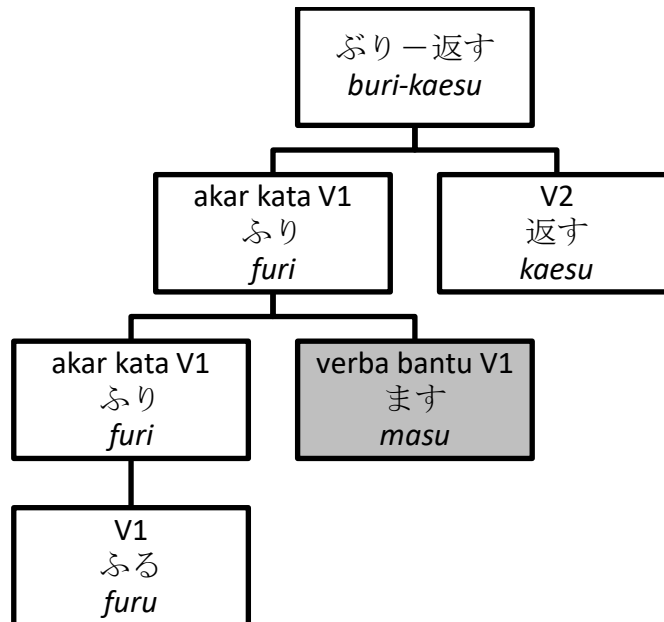 ぶり－返す
buri-kaesu
akar kata V1
ふり
furi
V2
返す
kaesu
akar kata V1
ふり
furi
verba bantu V1
ます
masu
V1
ふる
furu